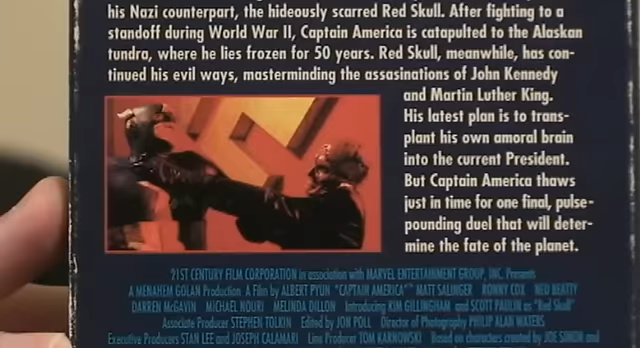 his Nazi counterpart, the hideously scarred Red Skull. After fighting to a
standoff during World War II, Captain America is catapulted to the Alaskan
tundra, where he lies frozen for 50 years. Red Skull, meanwhile, has con-
tinued his evil ways, masterminding the assasinations of John Kennedy
and Martin Luther King.
His latest plan is to trans-
plant his own amoral brain
into the current President.
But Captain America thaws
just in time for one final, pulse-
pounding duel that will deter-
mine the fate of the planet.
21ST CENTURY FILM CORPORATION in association with MARVEL ENTERTAINMENT GROUP, INC. Presents
A MENAHEM GOLAN Production A Film by ALBERT PYUN "CAPTAIN AMERICA" MATT SALINGER RONNY COX NED BEATTY
DARREN McGAVIN MICHAEL NOURI MELINDA DILLON Introducing KIM GILLINGHAM and SCOTT PAULIN as "Red Skull"
Associate Producer STEPHEN TOLKIN Edited by JON POLL Director of Photography PHILIP ALAN WATERS
Executive Producers STAN LEE and JOSEPH CALAMARI Line Producer TOM KARNOWSKI Based on characters created by JOE SIMON and